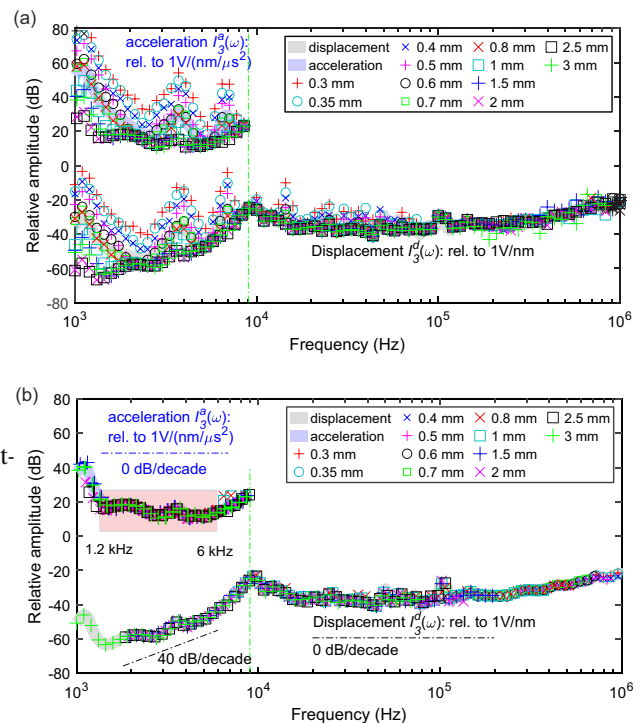 (a)
acceleration I₃ᵃ(ω):
rel. to 1V/(nm/μs²)
displacement
acceleration
0.3 mm
0.35 mm
0.4 mm
0.5 mm
0.6 mm
0.7 mm
0.8 mm
1 mm
1.5 mm
2 mm
2.5 mm
3 mm
80
60
40
20
0
-20
-40
-60
-80
Relative amplitude (dB)
Displacement I₃ᵈ(ω): rel. to 1V/nm
10³
10⁴
10⁵
10⁶
Frequency (Hz)
(b)
t-
acceleration I₃ᵃ(ω):
rel. to 1V/(nm/μs²)
0 dB/decade
displacement
acceleration
0.3 mm
0.35 mm
0.4 mm
0.5 mm
0.6 mm
0.7 mm
0.8 mm
1 mm
1.5 mm
2 mm
2.5 mm
3 mm
80
60
40
20
0
-20
-40
-60
-80
Relative amplitude (dB)
1.2 kHz
6 kHz
Displacement I₃ᵈ(ω): rel. to 1V/nm
0 dB/decade
40 dB/decade
10³
10⁴
10⁵
10⁶
Frequency (Hz)